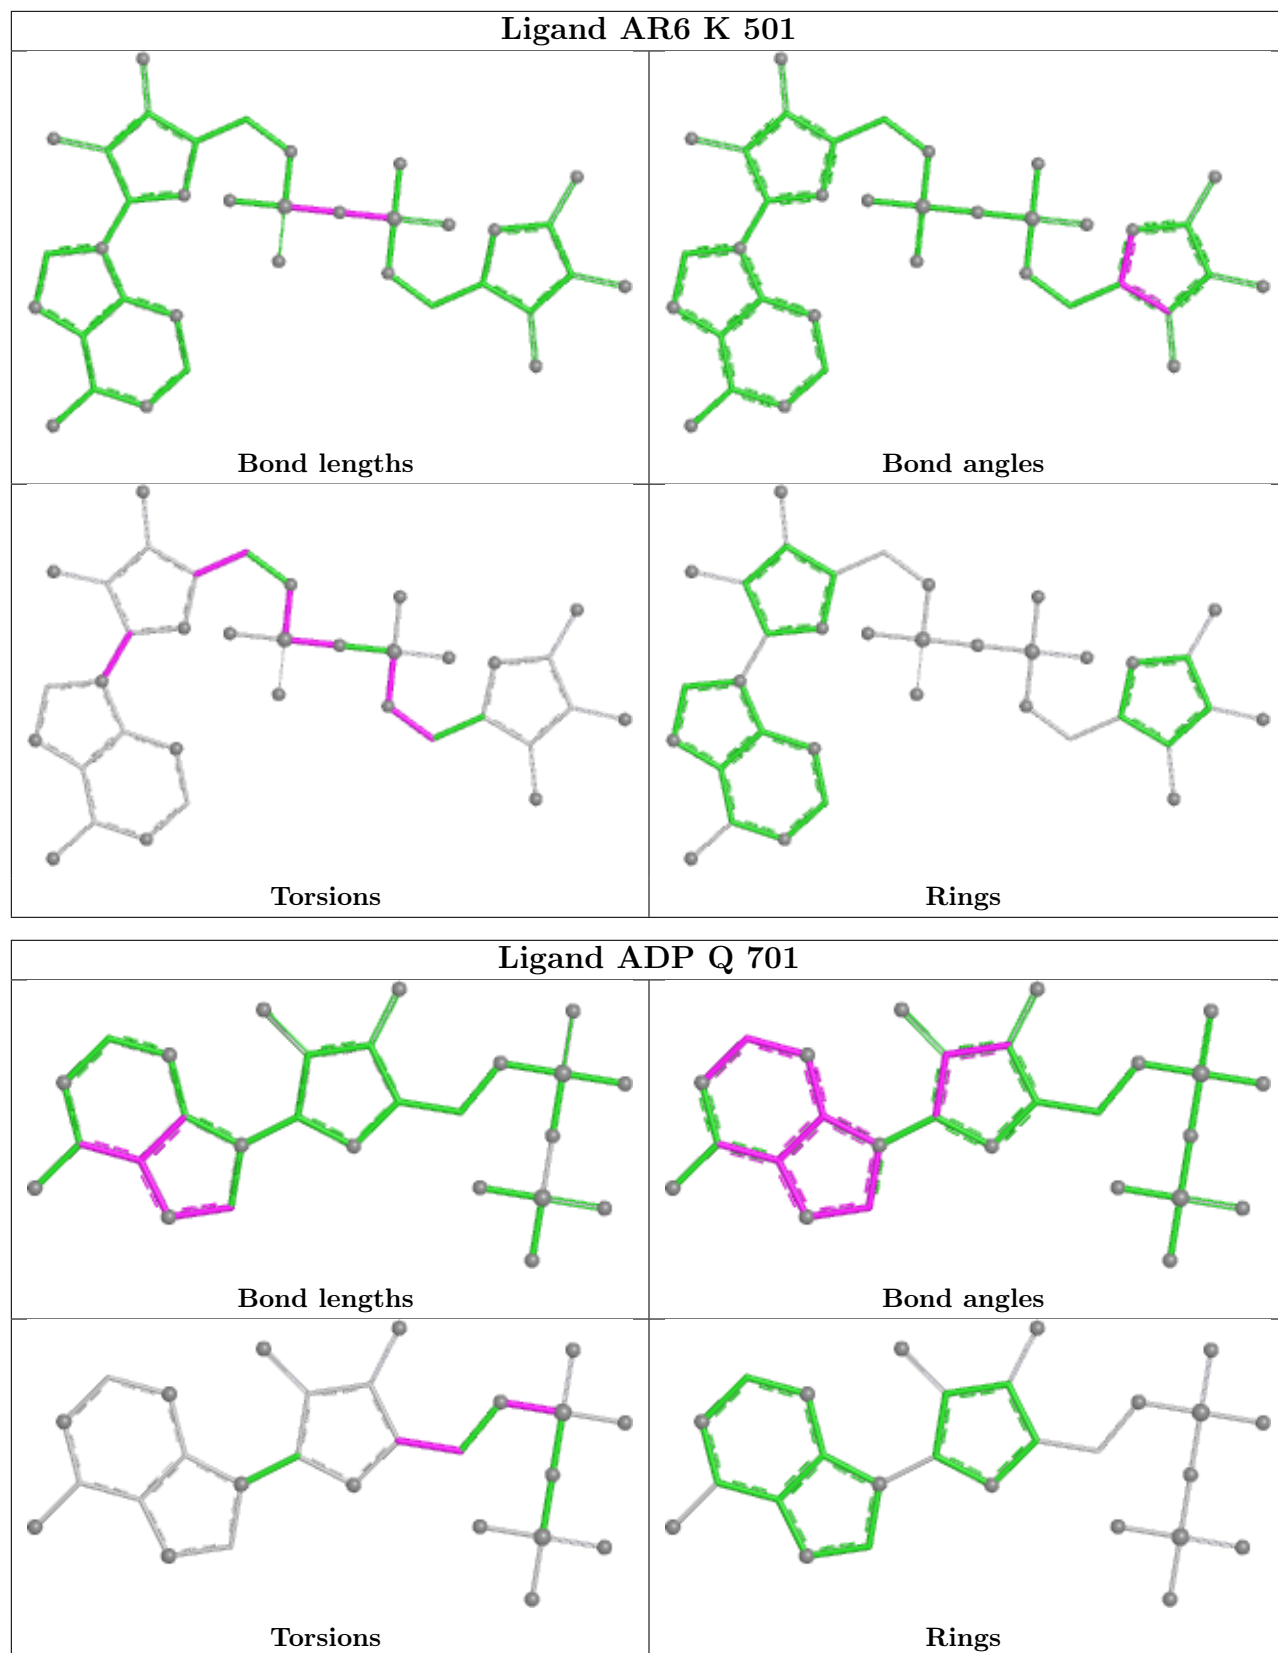 Ligand AR6 K 501
Bond lengths
Bond angles
Torsions
Rings
Ligand ADP Q 701
Bond lengths
Bond angles
Torsions
Rings